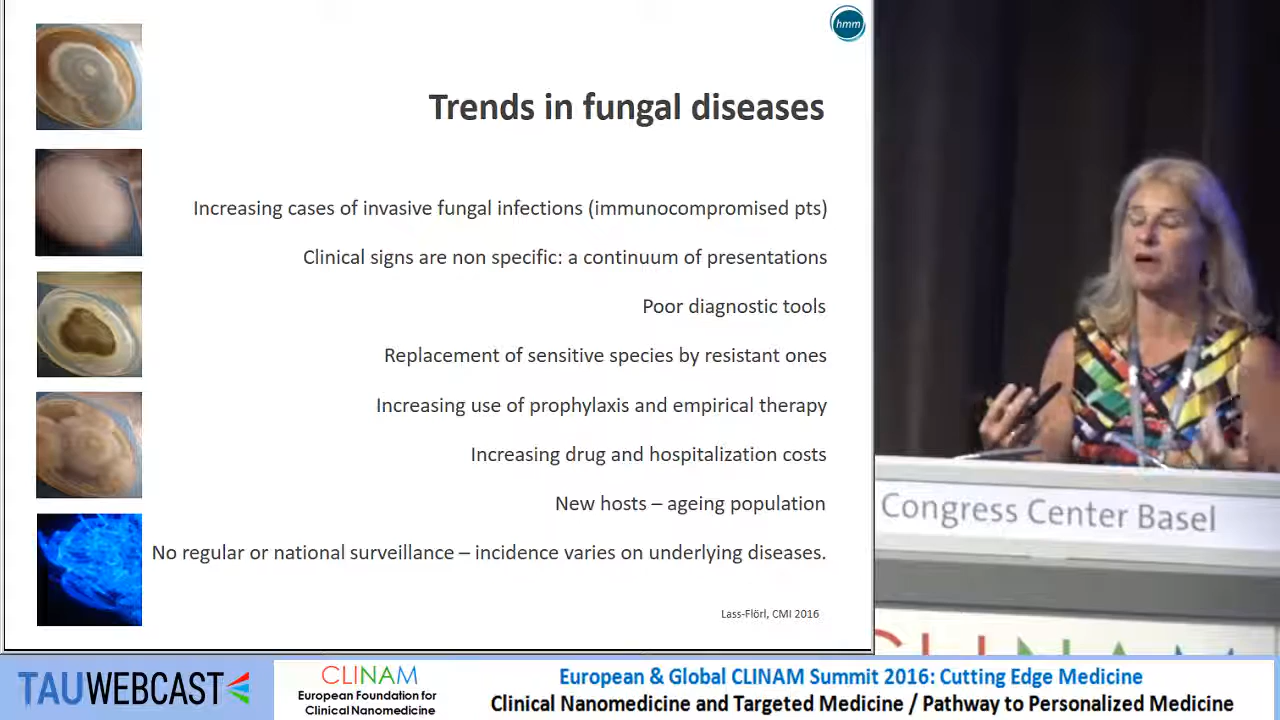 hmm
Trends in fungal diseases
Increasing cases of invasive fungal infections (immunocompromised pts)
Clinical signs are non specific: a continuum of presentations
Poor diagnostic tools
Replacement of sensitive species by resistant ones
Increasing use of prophylaxis and empirical therapy
Increasing drug and hospitalization costs
New hosts – ageing population
No regular or national surveillance – incidence varies on underlying diseases.
Lass-Flörl, CMI 2016
Congress Center Basel
CLINAM
TAUWEBCAST
CLINAM
European Foundation for
Clinical Nanomedicine
European & Global CLINAM Summit 2016: Cutting Edge Medicine
Clinical Nanomedicine and Targeted Medicine / Pathway to Personalized Medicine